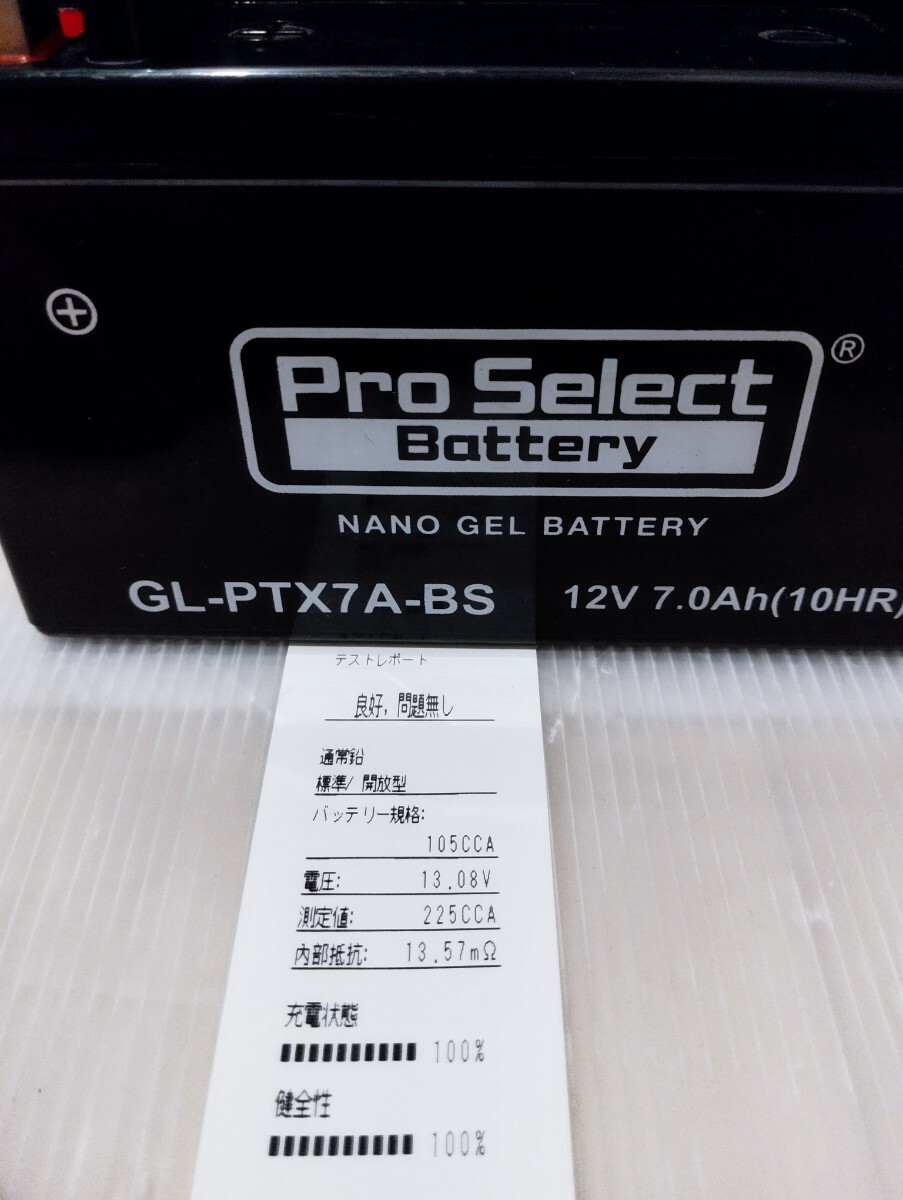 Pro Select
®
Battery
NANO GEL BATTERY
GL-PTX7A-BS 12V 7.0Ah(10HR)
テストレポート
良好, 問題無し
通常鉛
標準/ 開放型
バッテリー規格:
105CCA
電圧: 13.08V
測定値: 225CCA
内部抵抗: 13.57mΩ
充電状態
100%
健全性
100%